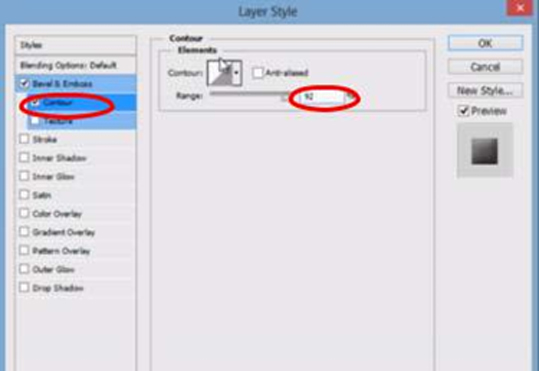 Layer Style
Styles
Blending Options: Default
Bevel & Emboss
Contour
Texture
Stroke
Inner Shadow
Inner Glow
Satin
Color Overlay
Gradient Overlay
Pattern Overlay
Outer Glow
Drop Shadow
Contour
Elements
Contour:
Anti-aliased
Range:
92
%
OK
Cancel
New Style...
Preview